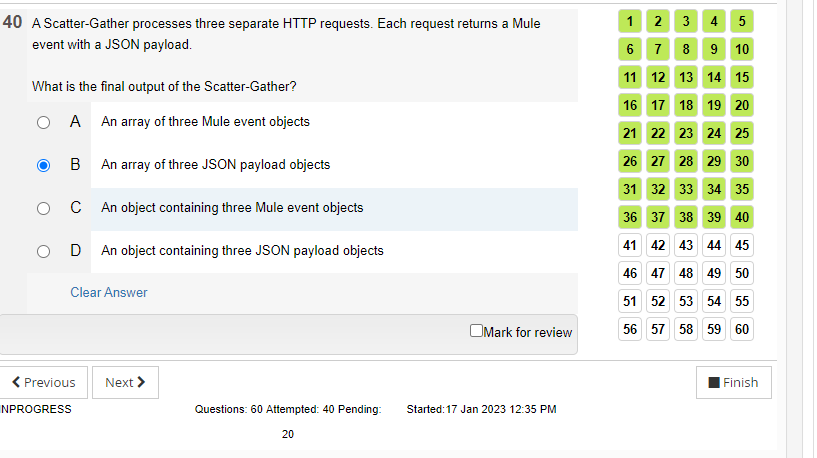 40 A Scatter-Gather processes three separate HTTP requests. Each request returns a Mule
event with a JSON payload.
What is the final output of the Scatter-Gather?
A An array of three Mule event objects
B An array of three JSON payload objects
C An object containing three Mule event objects
D An object containing three JSON payload objects
Clear Answer
Mark for review
Previous
Next
INPROGRESS
Questions: 60 Attempted: 40 Pending:
20
Started:17 Jan 2023 12:35 PM
1 2 3 4 5
6 7 8 9 10
11 12 13 14 15
16 17 18 19 20
21 22 23 24 25
26 27 28 29 30
31 32 33 34 35
36 37 38 39 40
41 42 43 44 45
46 47 48 49 50
51 52 53 54 55
56 57 58 59 60
Finish